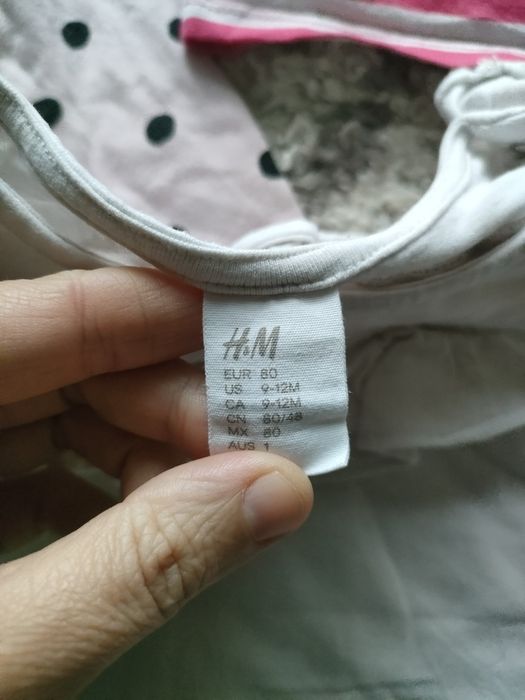 H&M
EUR 80
US 9-12M
CA 9-12M
CN 80/48
MX 80
AUS 1